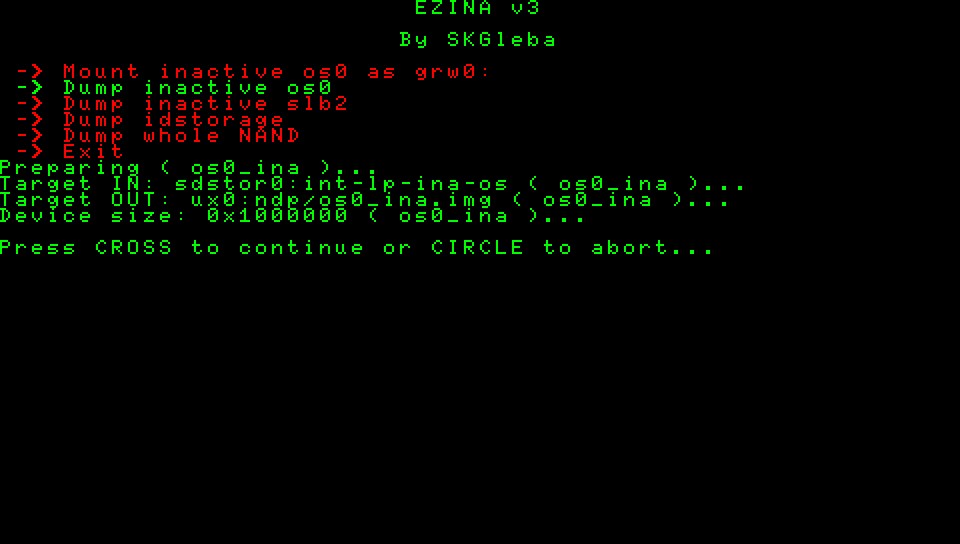 EZINA v3
By SKGleba
-> Mount inactive os0 as grw0:
-> Dump inactive os0
-> Dump inactive slb2
-> Dump idstorage
-> Dump whole NAND
-> Exit
Preparing ( os0_ina )...
Target IN: sdstor0:int-lp-ina-os ( os0_ina )...
Target OUT: ux0:ndp/os0_ina.img ( os0_ina )...
Device size: 0x1000000 ( os0_ina )...
Press CROSS to continue or CIRCLE to abort...